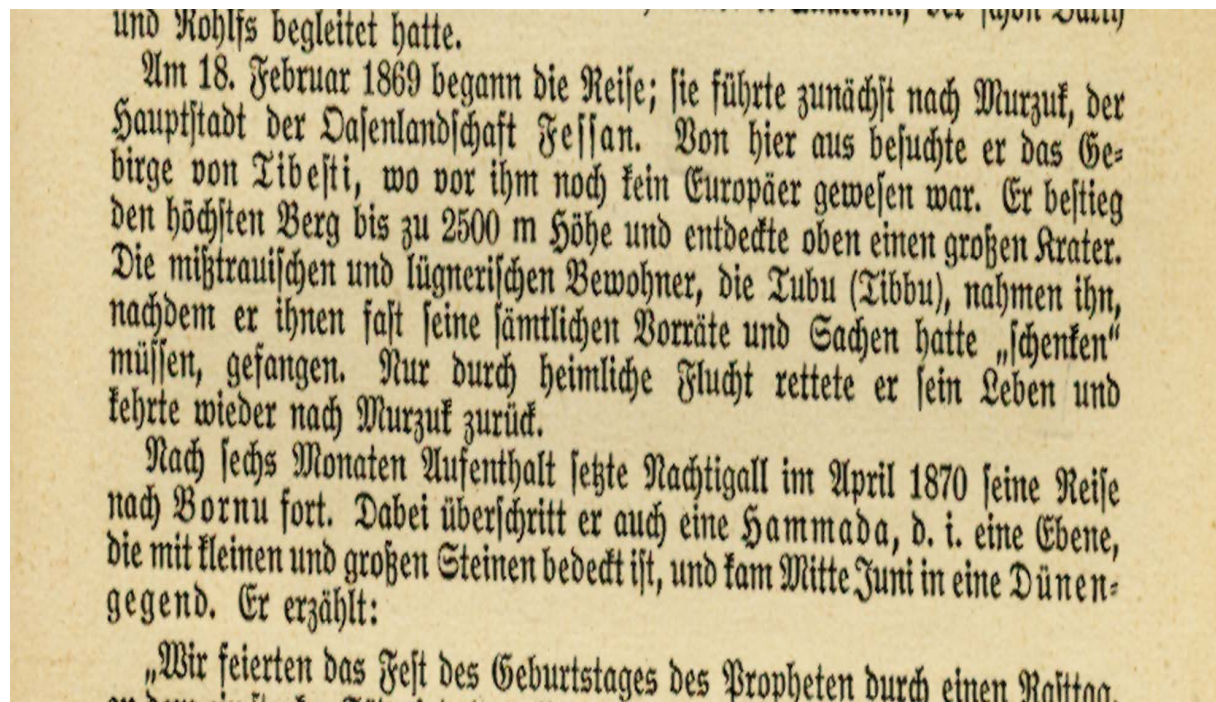 der schon Barth
und Rohlfs begleitet hatte.
Am 18. Februar 1869 begann die Reise; sie führte zunächst nach Murzuk, der
Hauptstadt der Oasenlandschaft Fessan. Von hier aus besuchte er das Ge-
birge von Tibesti, wo vor ihm noch kein Europäer gewesen war. Er bestieg
den höchsten Berg bis zu 2500 m Höhe und entdeckte oben einen großen Krater.
Die mißtrauischen und lügnerischen Bewohner, die Tubu (Tibbu), nahmen ihn,
nachdem er ihnen fast seine sämtlichen Vorräte und Sachen hatte „schenken“
müssen, gefangen. Nur durch heimliche Flucht rettete er sein Leben und
kehrte wieder nach Murzuk zurück.
Nach sechs Monaten Aufenthalt setzte Nachtigall im April 1870 seine Reise
nach Bornu fort. Dabei überschritt er auch eine Hammada, d. i. eine Ebene,
die mit kleinen und großen Steinen bedeckt ist, und kam Mitte Juni in eine Dünen-
gegend. Er erzählt:
„Wir feierten das Fest des Geburtstages des Propheten durch einen Rasttag,